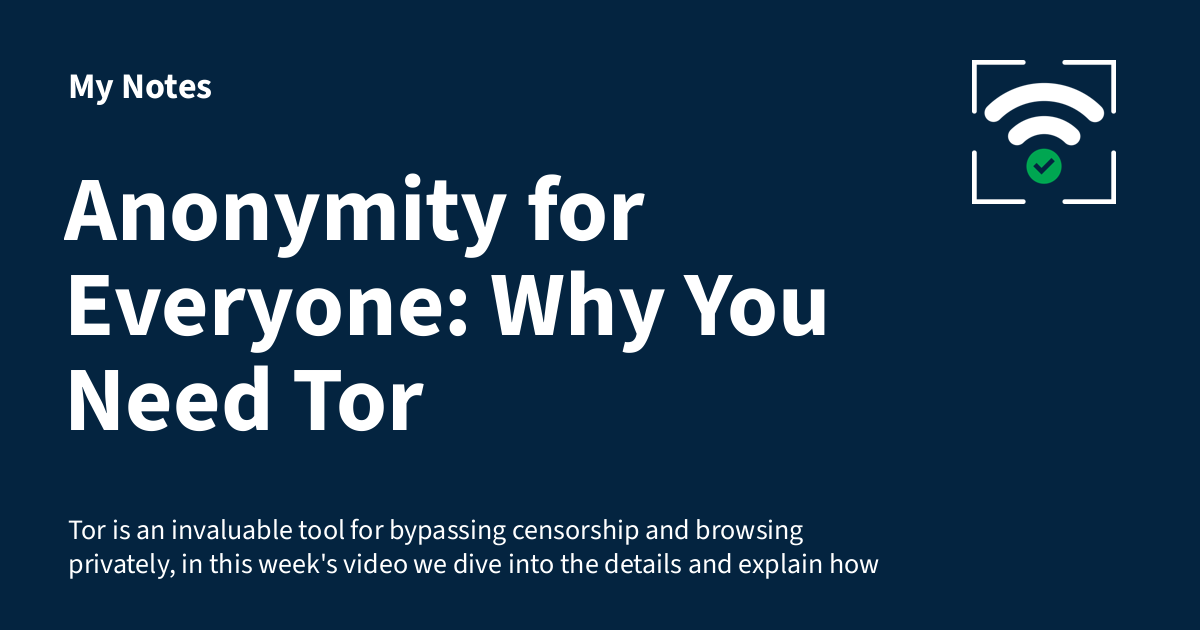 My Notes
Anonymity for
Everyone: Why You
Need Tor
Tor is an invaluable tool for bypassing censorship and browsing
privately, in this week's video we dive into the details and explain how